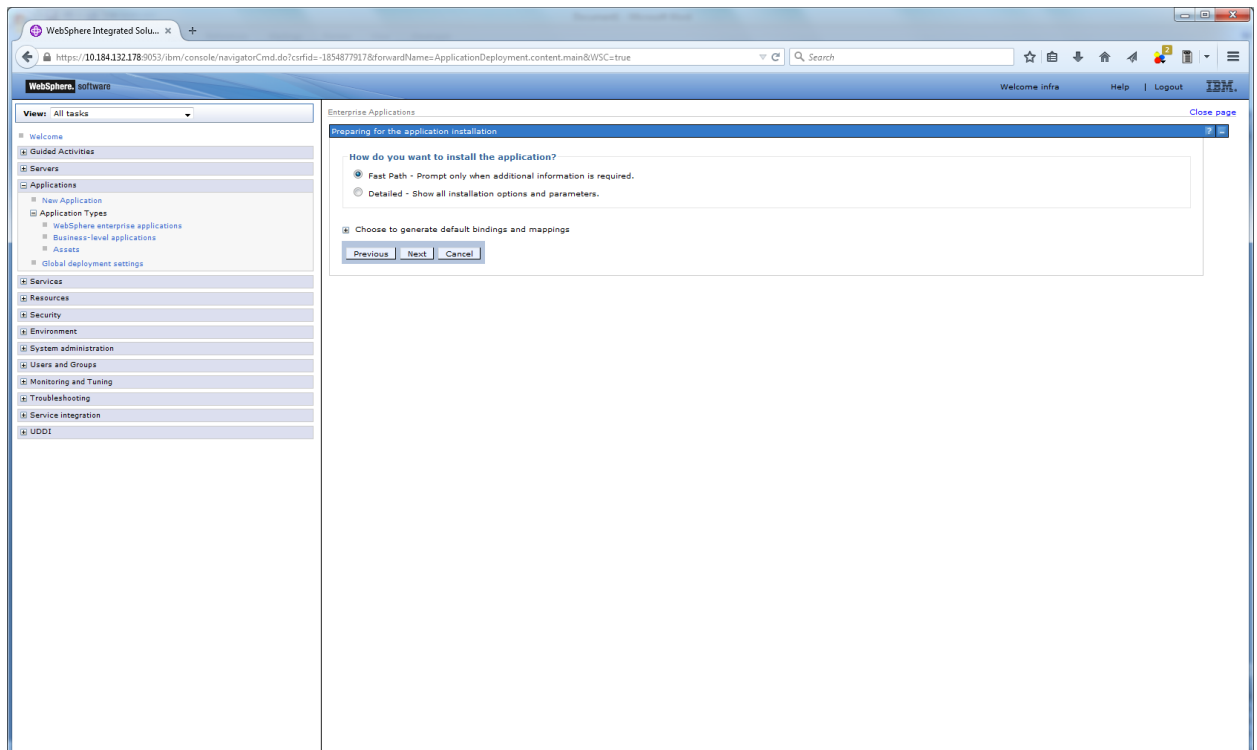 WebSphere Integrated Solu... × +
https://10.184.132.178:9053/ibm/console/navigatorCmd.do?csrfid=-1854877917&forwardName=ApplicationDeployment.content.main&WSC=true
Search
2
WebSphere. software
Welcome infra
Help | Logout
IBM.
View: All tasks
Welcome
Guided Activities
Servers
Applications
New Application
Application Types
WebSphere enterprise applications
Business-level applications
Assets
Global deployment settings
Services
Resources
Security
Environment
System administration
Users and Groups
Monitoring and Tuning
Troubleshooting
Service integration
UDDI
Enterprise Applications
Close page
Preparing for the application installation
? –
How do you want to install the application?
Fast Path - Prompt only when additional information is required.
Detailed - Show all installation options and parameters.
Choose to generate default bindings and mappings
Previous Next Cancel